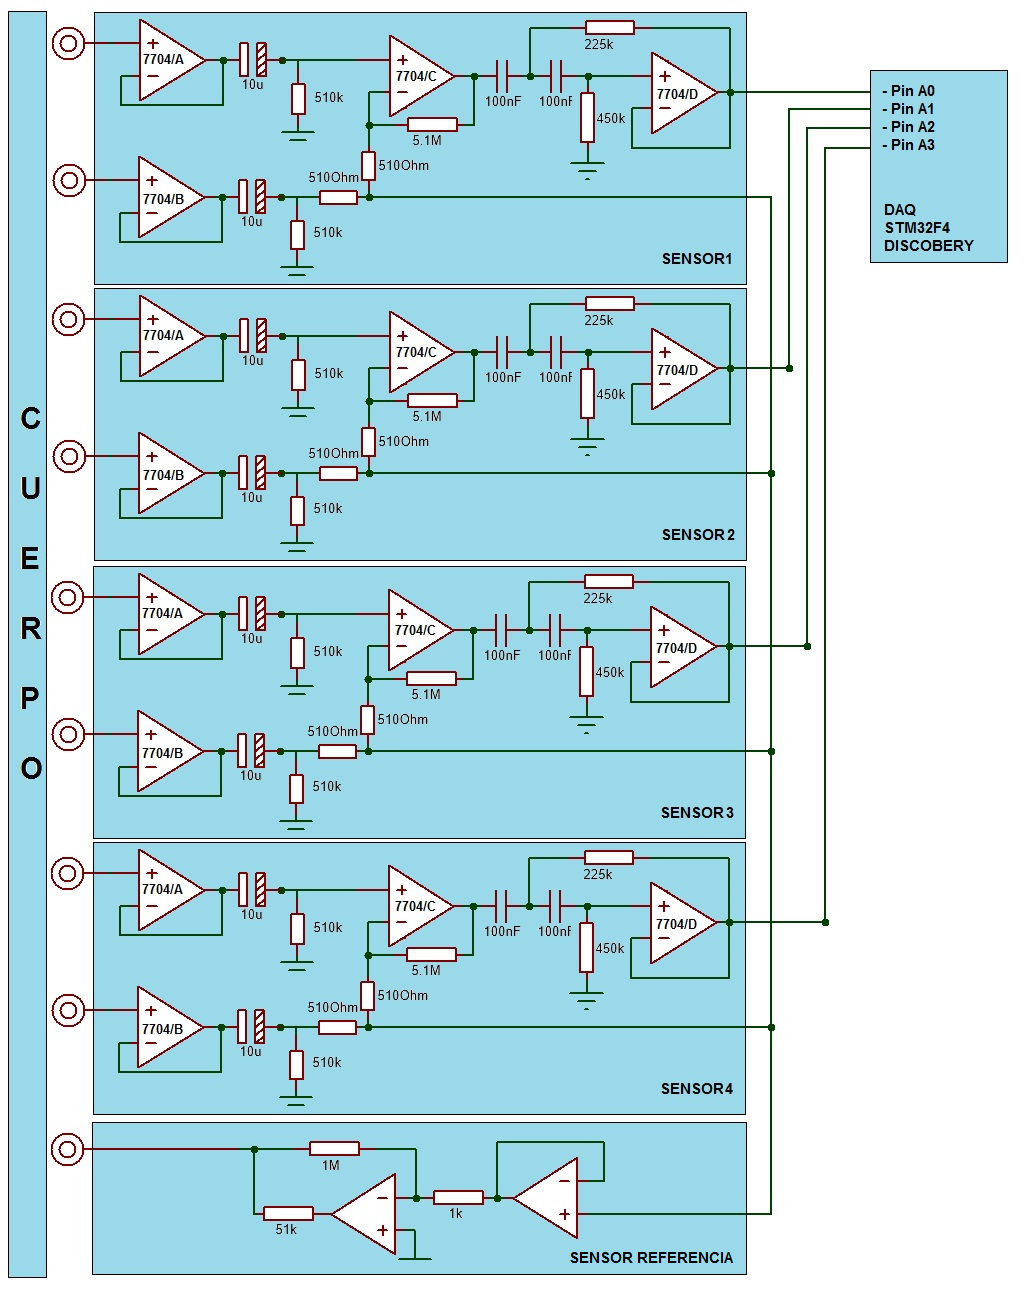 C
U
E
R
P
O
7704/A
10u
510k
7704/C
5.1M
510Ohm
100nF
100nF
225k
450k
7704/D
7704/B
10u
510k
510Ohm
SENSOR1
7704/A
10u
510k
7704/C
5.1M
510Ohm
100nF
100nF
225k
450k
7704/D
7704/B
10u
510k
510Ohm
SENSOR2
7704/A
10u
510k
7704/C
5.1M
510Ohm
100nF
100nF
225k
450k
7704/D
7704/B
10u
510k
510Ohm
SENSOR3
7704/A
10u
510k
7704/C
5.1M
510Ohm
100nF
100nF
225k
450k
7704/D
7704/B
10u
510k
510Ohm
SENSOR4
1M
51k
1k
SENSOR REFERENCIA
- Pin A0
- Pin A1
- Pin A2
- Pin A3
DAQ
STM32F4
DISCOBERY